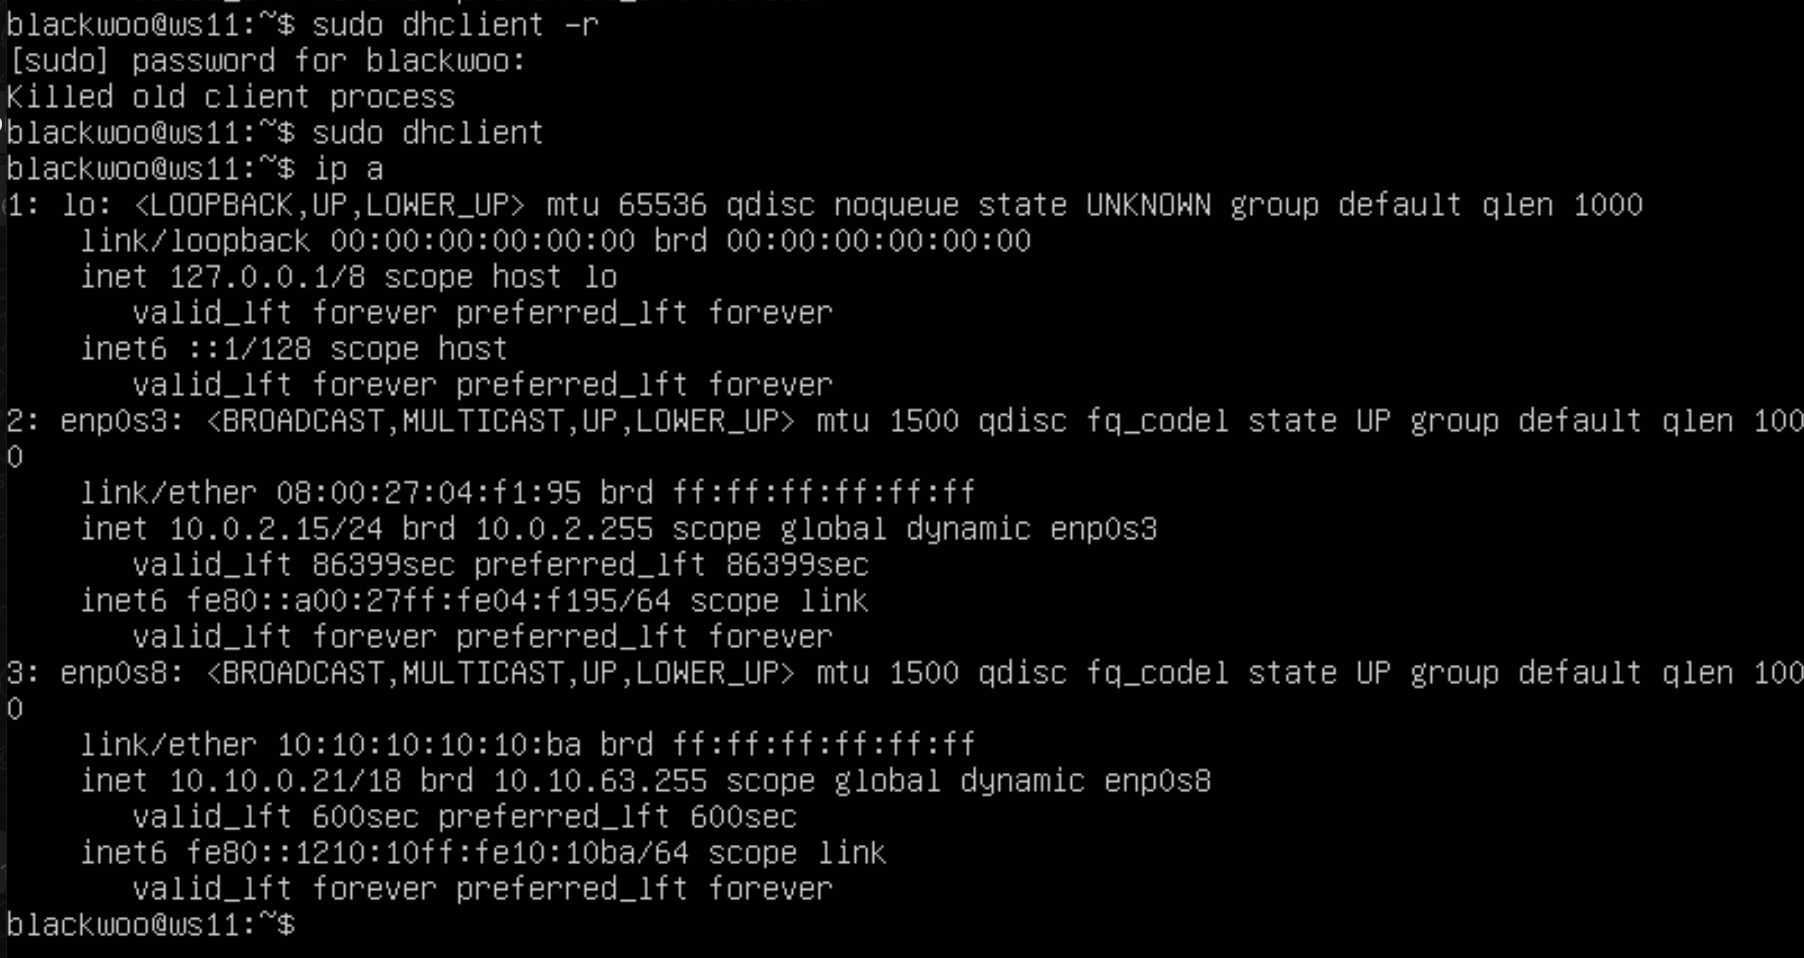 blackwoo@ws11:~$ sudo dhclient -r
[sudo] password for blackwoo:
Killed old client process
blackwoo@ws11:~$ sudo dhclient
blackwoo@ws11:~$ ip a
1: lo: <LOOPBACK,UP,LOWER_UP> mtu 65536 qdisc noqueue state UNKNOWN group default qlen 1000
    link/loopback 00:00:00:00:00:00 brd 00:00:00:00:00:00
    inet 127.0.0.1/8 scope host lo
       valid_lft forever preferred_lft forever
    inet6 ::1/128 scope host
       valid_lft forever preferred_lft forever
2: enp0s3: <BROADCAST,MULTICAST,UP,LOWER_UP> mtu 1500 qdisc fq_codel state UP group default qlen 100
0
    link/ether 08:00:27:04:f1:95 brd ff:ff:ff:ff:ff:ff
    inet 10.0.2.15/24 brd 10.0.2.255 scope global dynamic enp0s3
       valid_lft 86399sec preferred_lft 86399sec
    inet6 fe80::a00:27ff:fe04:f195/64 scope link
       valid_lft forever preferred_lft forever
3: enp0s8: <BROADCAST,MULTICAST,UP,LOWER_UP> mtu 1500 qdisc fq_codel state UP group default qlen 100
0
    link/ether 10:10:10:10:10:ba brd ff:ff:ff:ff:ff:ff
    inet 10.10.0.21/18 brd 10.10.63.255 scope global dynamic enp0s8
       valid_lft 600sec preferred_lft 600sec
    inet6 fe80::1210:10ff:fe10:10ba/64 scope link
       valid_lft forever preferred_lft forever
blackwoo@ws11:~$